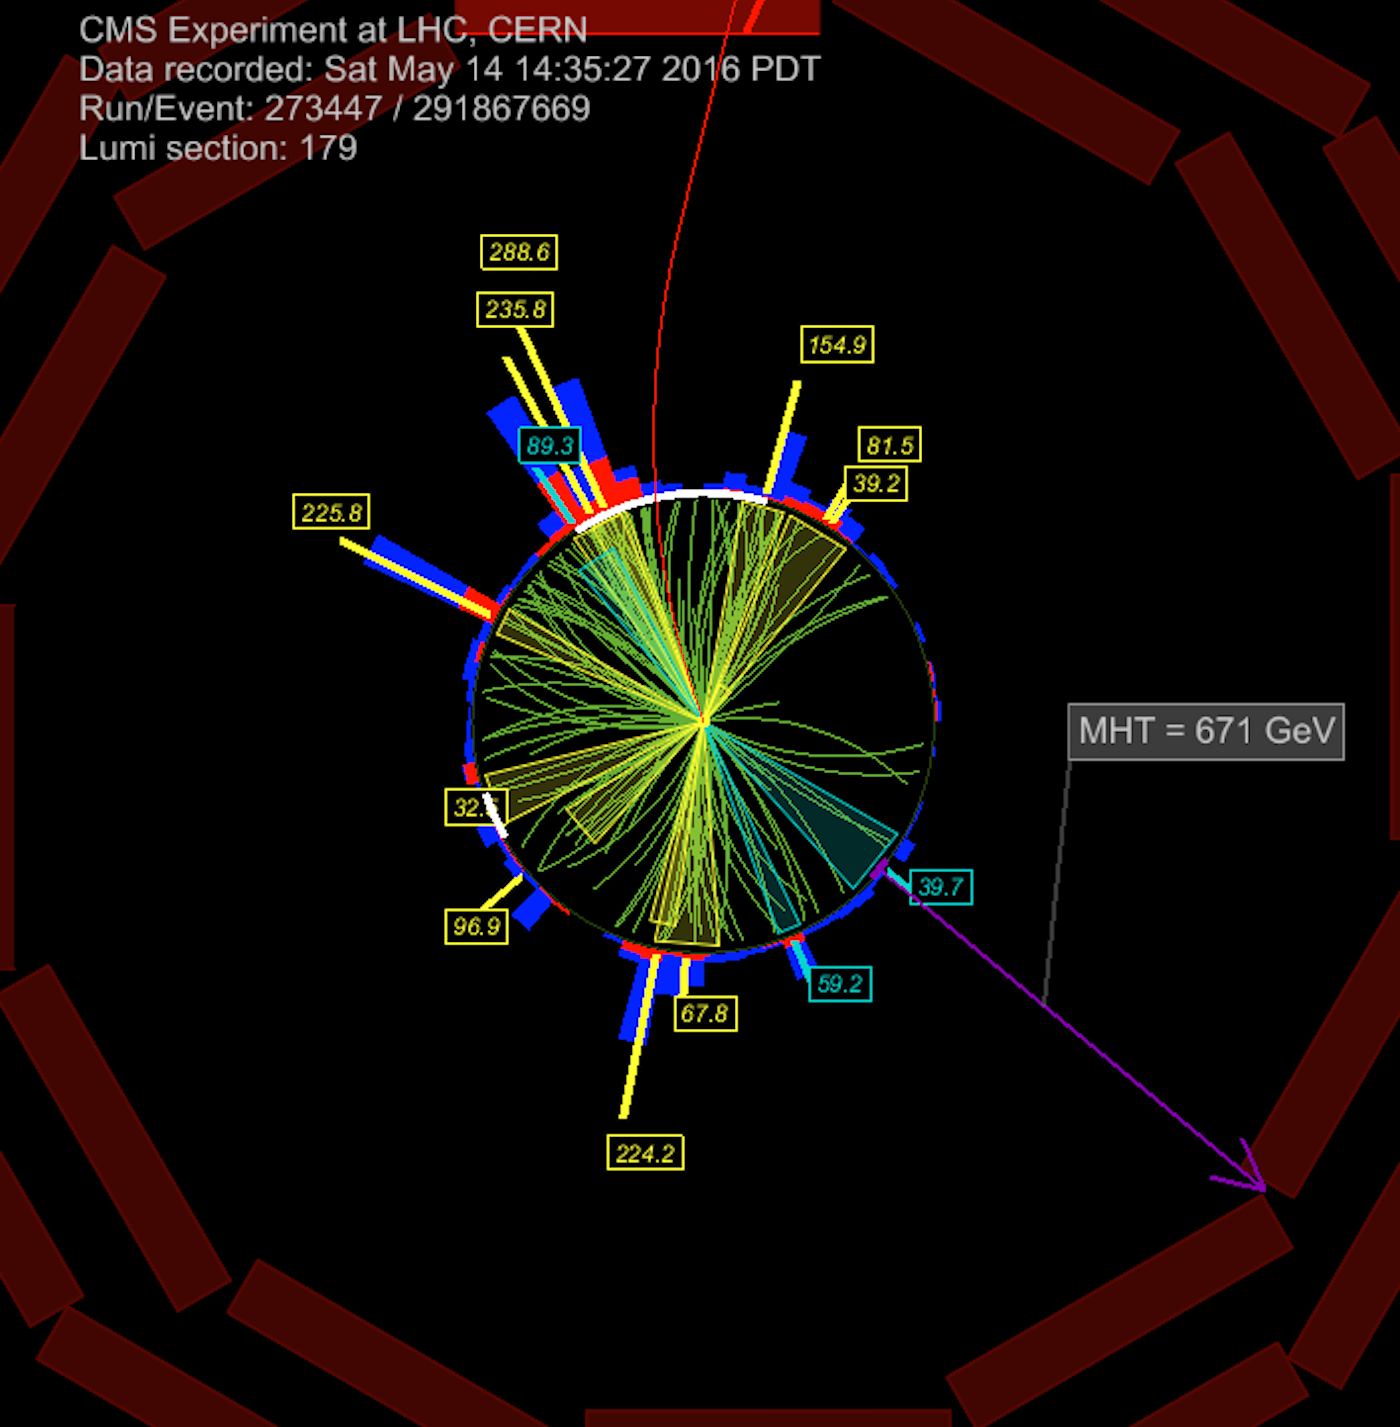 CMS Experiment at LHC, CERN
Data recorded: Sat May 14 14:35:27 2016 PDT
Run/Event: 273447 / 291867669
Lumi section: 179
288.6
235.8
154.9
89.3
81.5
39.2
225.8
MHT = 671 GeV
96.9
39.7
59.2
67.8
224.2